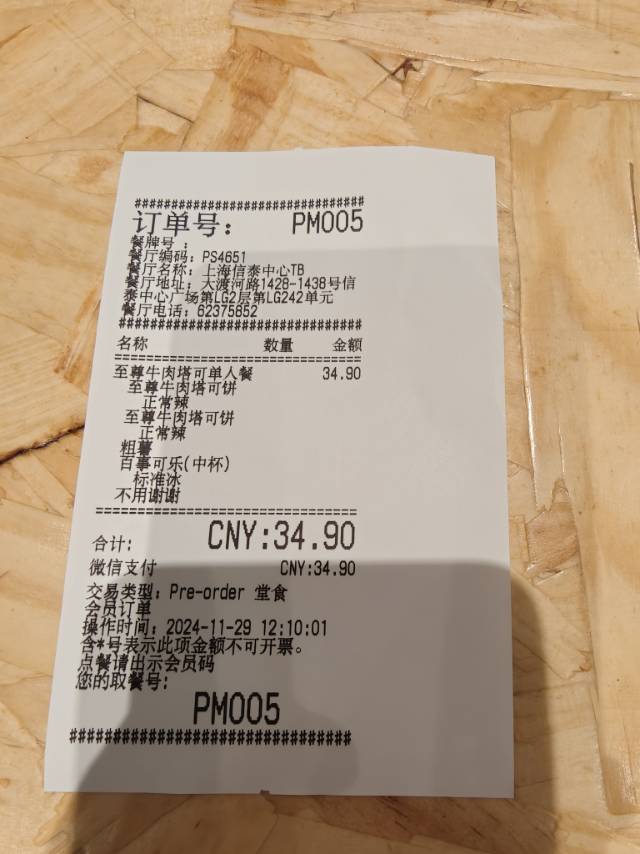 ##############################
订单号： PM005
餐牌号 ：
餐厅编码：PS4651
餐厅名称：上海信泰中心TB
餐厅地址：大渡河路1428-1438号信
泰中心广场第LG2层第LG242单元
餐厅电话：62375652
##############################
名称 数量 金额
==============================
至尊牛肉塔可单人餐 34.90
至尊牛肉塔可饼
正常辣
至尊牛肉塔可饼
正常辣
粗薯
百事可乐(中杯)
标准冰
不用谢谢
==============================
合计: CNY:34.90
微信支付 CNY:34.90
交易类型：Pre-order 堂食
会员订单
操作时间：2024-11-29 12:10:01
含*号表示此项金额不可开票。
点餐请出示会员码
您的取餐号:
PM005
##############################